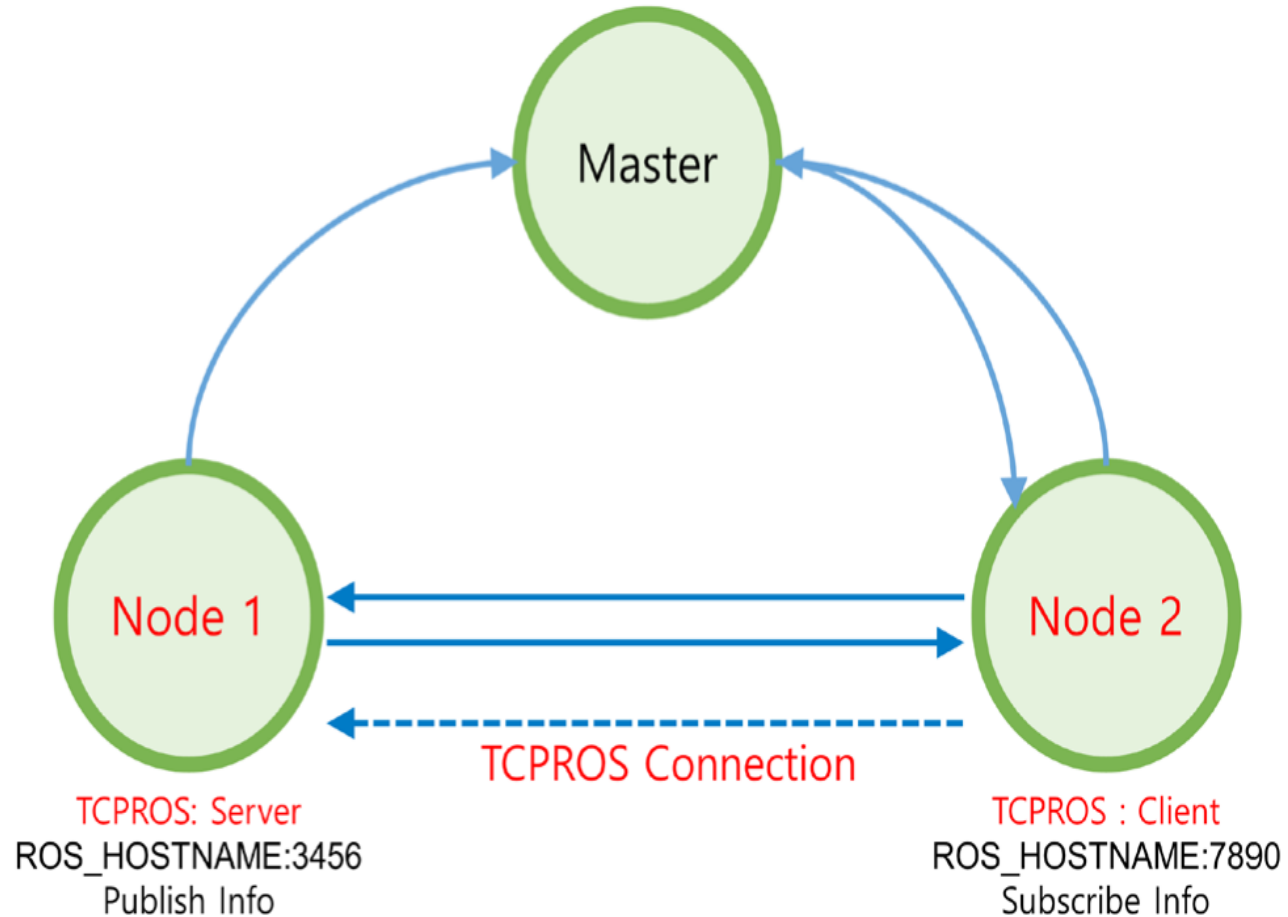 Master
Node 1
Node 2
TCPROS Connection
TCPROS: Server
ROS_HOSTNAME:3456
Publish Info
TCPROS : Client
ROS_HOSTNAME:7890
Subscribe Info